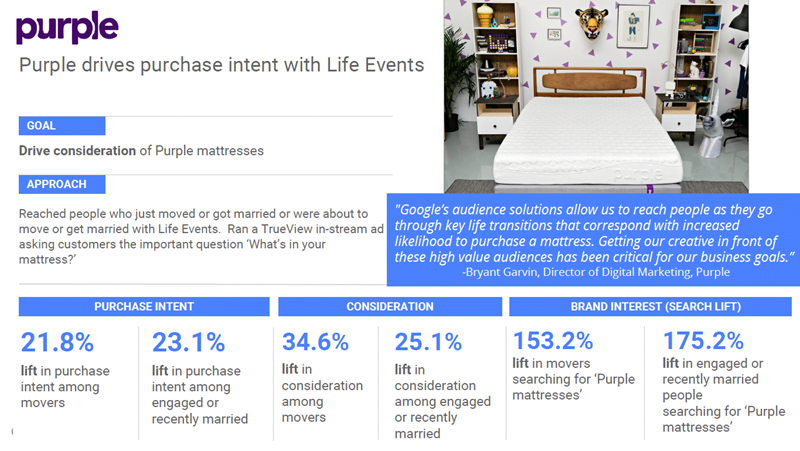 purple
Purple drives purchase intent with Life Events
GOAL
Drive consideration of Purple mattresses
APPROACH
Reached people who just moved or got married or were about to
move or get married with Life Events.  Ran a TrueView in-stream ad
asking customers the important question ‘What’s in your
mattress?’
purple
"Google’s audience solutions allow us to reach people as they go
through key life transitions that correspond with increased
likelihood to purchase a mattress. Getting our creative in front of
these high value audiences has been critical for our business goals.”
-Bryant Garvin, Director of Digital Marketing, Purple
PURCHASE INTENT
21.8%
lift in purchase
intent among
movers
23.1%
lift in purchase
intent among
engaged or
recently married
CONSIDERATION
34.6%
lift in
consideration
among
movers
25.1%
lift in
consideration
among engaged
or recently
married
BRAND INTEREST (SEARCH LIFT)
153.2%
lift in movers
searching for ‘Purple
mattresses’
175.2%
lift in engaged or
recently married
people
searching for ‘Purple
mattresses’